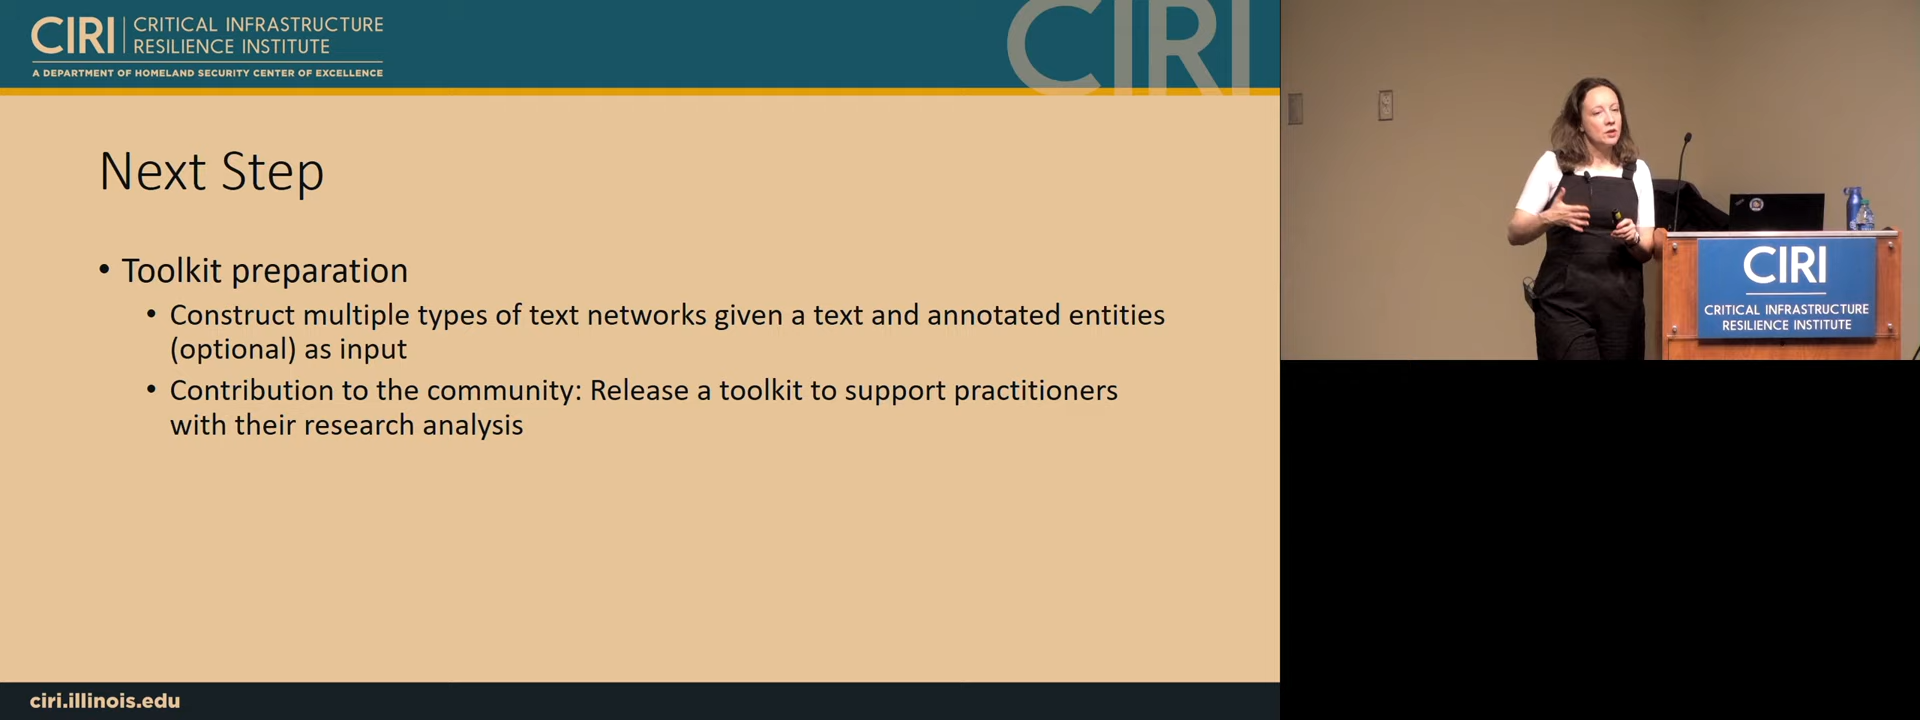 CIRI
CRITICAL INFRASTRUCTURE
RESILIENCE INSTITUTE
A DEPARTMENT OF HOMELAND SECURITY CENTER OF EXCELLENCE
CIRI
Next Step
• Toolkit preparation
• Construct multiple types of text networks given a text and annotated entities
(optional) as input
• Contribution to the community: Release a toolkit to support practitioners
with their research analysis
ciri.illinois.edu
CIRI
CRITICAL INFRASTRUCTURE
RESILIENCE INSTITUTE